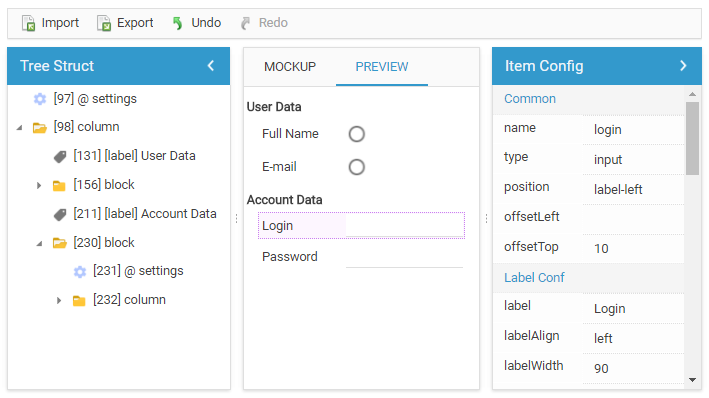 Import Export Undo Redo
Tree Struct
[97] @ settings
[98] column
[131] [label] User Data
[156] block
[211] [label] Account Data
[230] block
[231] @ settings
[232] column
MOCKUP PREVIEW
User Data
Full Name
E-mail
Account Data
Login
Password
Item Config
Common
name login
type input
position label-left
offsetLeft
offsetTop 10
Label Conf
label Login
labelAlign left
labelWidth 90